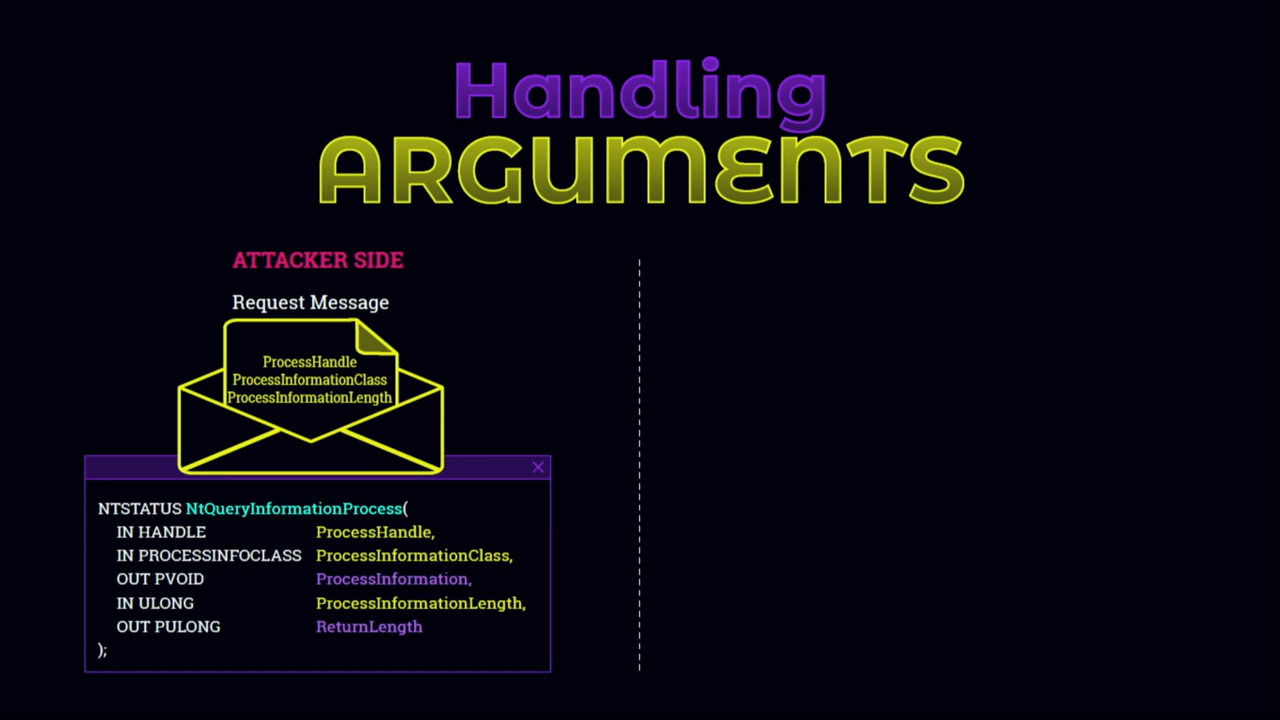 Handling
ARGUMENTS
ATTACKER SIDE
Request Message
ProcessHandle
ProcessInformationClass
ProcessInformationLength
NTSTATUS NtQueryInformationProcess(
IN HANDLE ProcessHandle,
IN PROCESSINFOCLASS ProcessInformationClass,
OUT PVOID ProcessInformation,
IN ULONG ProcessInformationLength,
OUT PULONG ReturnLength
);